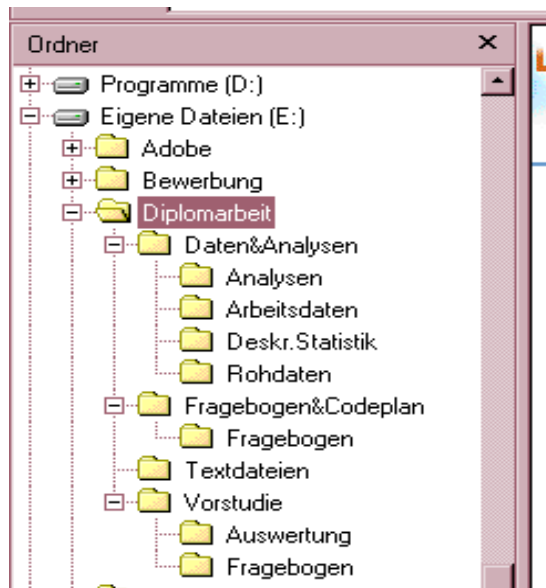 Ordner
Programme (D:)
Eigene Dateien (E:)
Adobe
Bewerbung
Diplomarbeit
Daten&Analysen
Analysen
Arbeitsdaten
Deskr.Statistik
Rohdaten
Fragebogen&Codeplan
Fragebogen
Textdateien
Vorstudie
Auswertung
Fragebogen